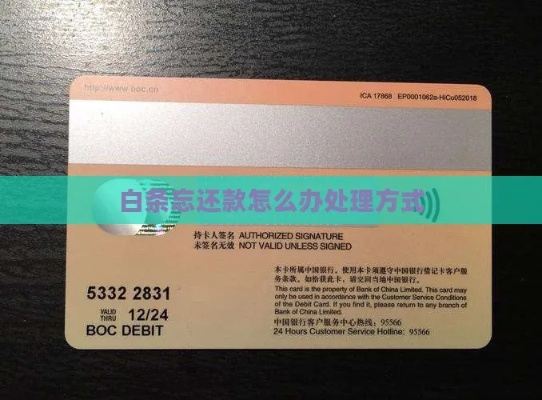 http://www.boc.cn
ICA 17868 EP0001062a-HiCo052018
白条忘还款怎么办处理方式
持卡人签名 AUTHORIZED SIGNATURE
未签名无效 NOT VALID UNLESS SIGNED
本卡所属中国银行。使用本卡须遵守中国银行借记卡客户服
务条款。如拾获此卡，请交回当地中国银行。
This card is the property of Bank of China Limited. This card may
only be used in accordance with the Customer Service Conditions
of the Debit Card. If you find it, please return to any branch of
Bank of China Limited.
中国银行客户服务中心热线：95566
24 Hours Customer Service Hotline: 95566
5332 2831
VALID THRU 12/24
BOC DEBIT